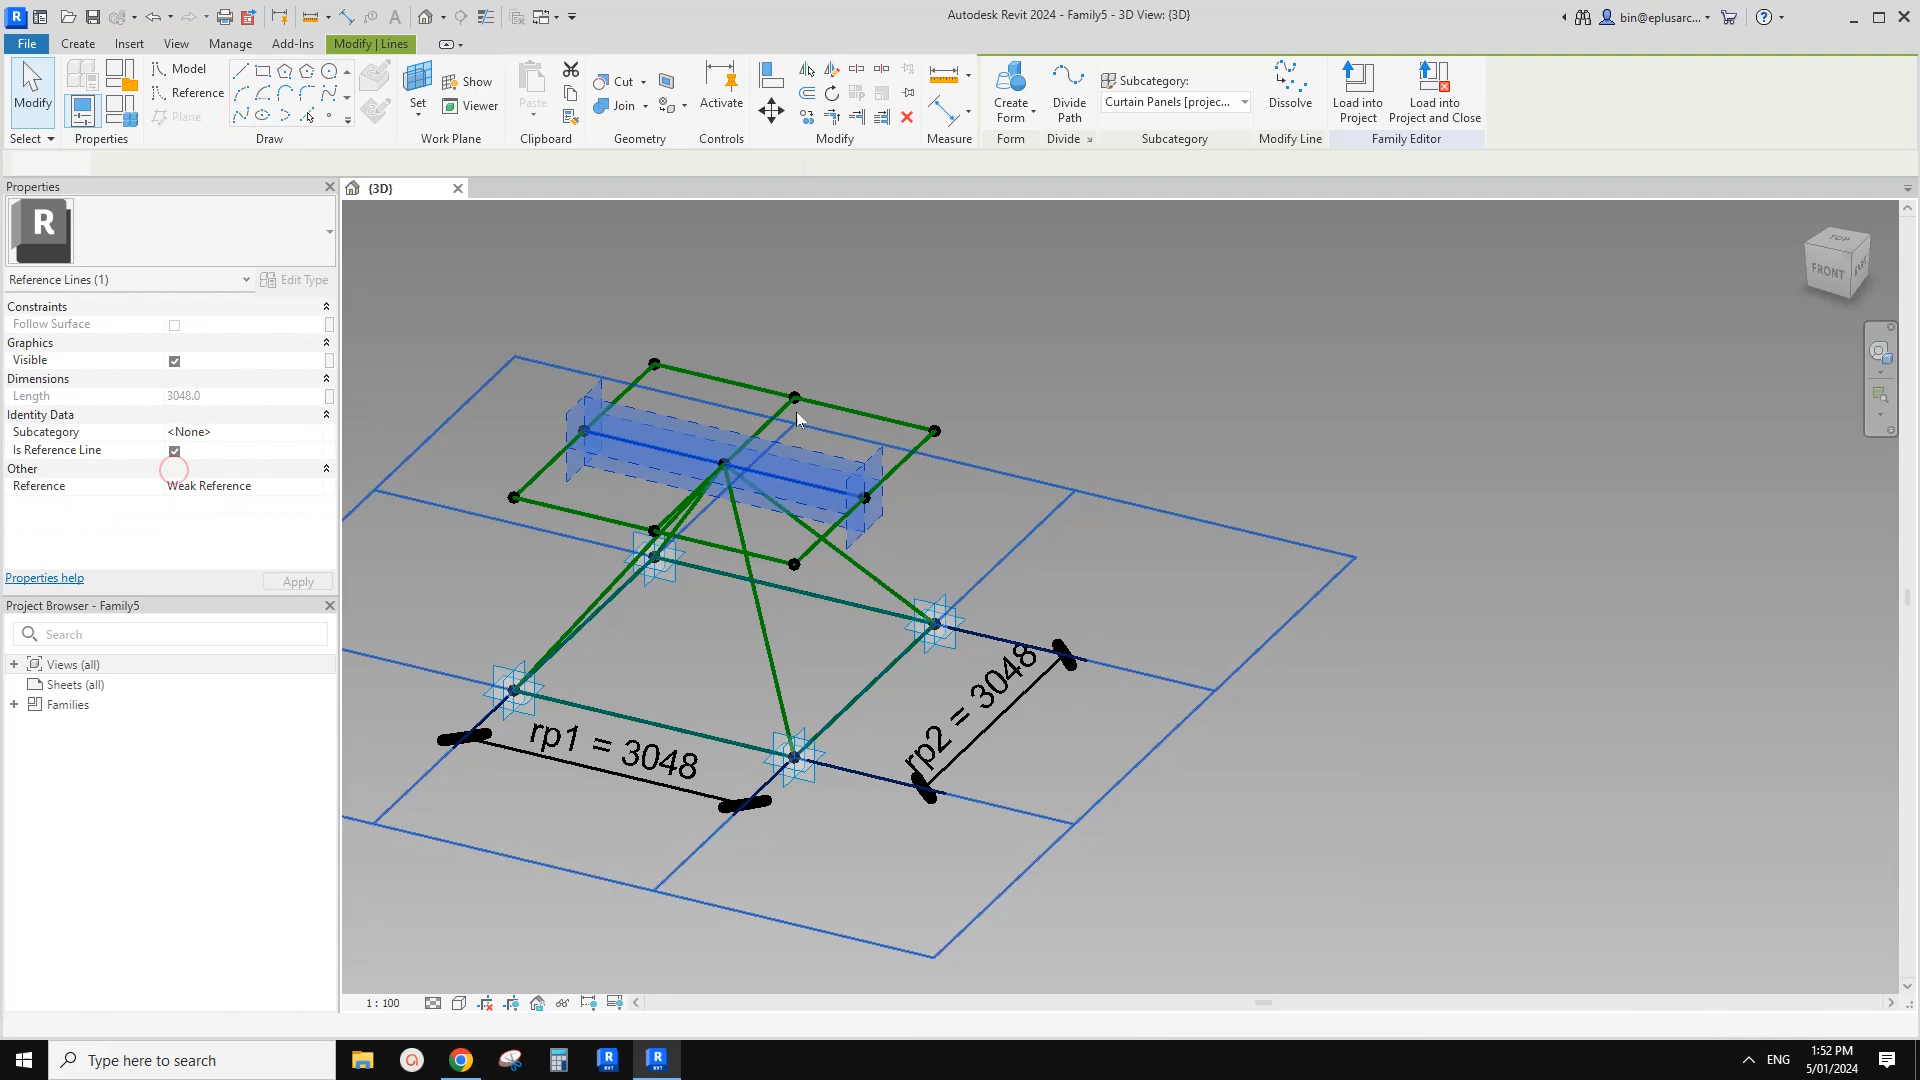 Autodesk Revit 2024 - Family5 - 3D View: {3D}
bin@eplusarc...
File Create Insert View Manage Add-Ins Modify | Lines
Modify
Select
Properties
Model
Reference
Plane
Draw
Set
Show
Viewer
Work Plane
Paste
Clipboard
Cut
Join
Geometry
Activate
Controls
Modify
Measure
Create Form
Form
Divide Path
Divide
Subcategory:
Curtain Panels [projec...
Subcategory
Dissolve
Modify Line
Load into Project
Load into Project and Close
Family Editor
Properties
{3D}
R
Reference Lines (1)
Edit Type
Constraints
Follow Surface
Graphics
Visible
Dimensions
Length 3048.0
Identity Data
Subcategory <None>
Is Reference Line
Other
Reference Weak Reference
Properties help
Apply
Project Browser - Family5
Search
Views (all)
Sheets (all)
Families
TOP
FRONT
rp1 = 3048
rp2 = 3048
1 : 100
Type here to search
ENG
1:52 PM
5/01/2024